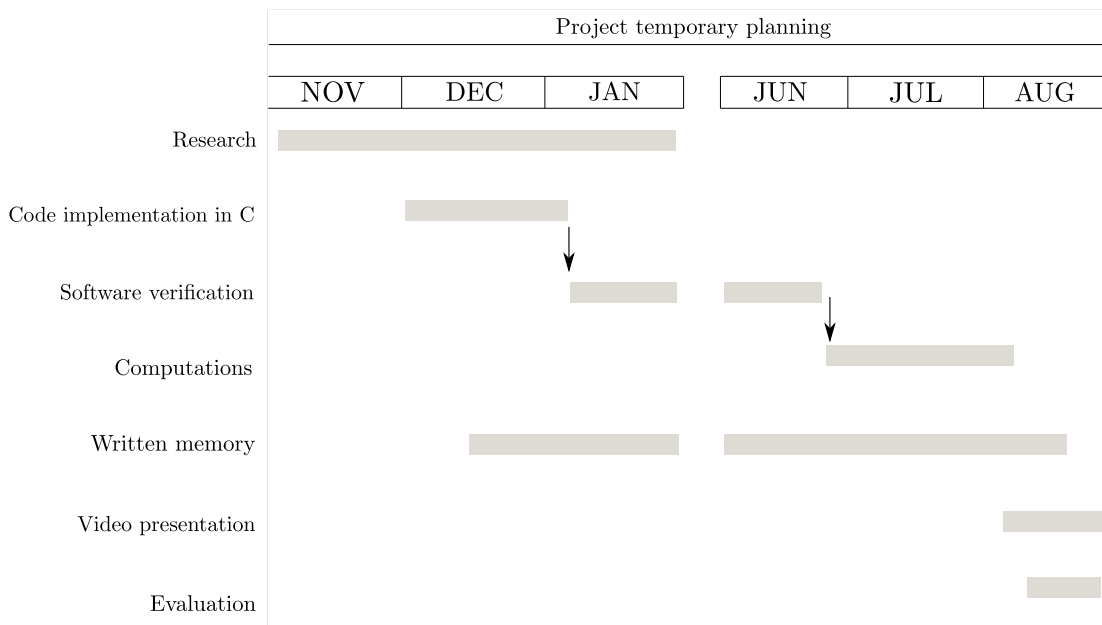 Project temporary planning
NOV DEC JAN JUN JUL AUG
Research
Code implementation in C
Software verification
Computations
Written memory
Video presentation
Evaluation